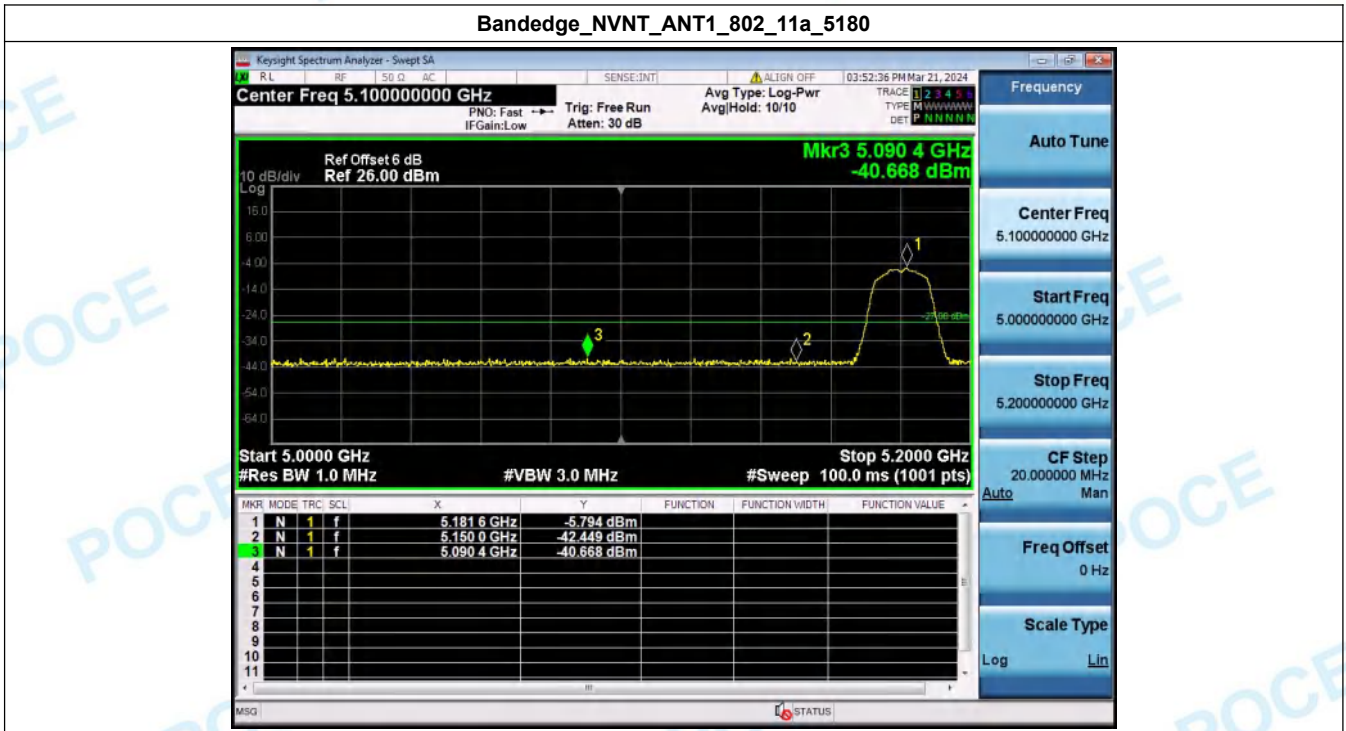 Bandedge_NVNT_ANT1_802_11a_5180
Keysight Spectrum Analyzer - Swept SA
LXI RL RF 50 Ω AC SENSE:INT ALIGN OFF 03:52:36 PM Mar 21, 2024
Center Freq 5.100000000 GHz
PNO: Fast
IFGain:Low
Trig: Free Run
Atten: 30 dB
Avg Type: Log-Pwr
Avg|Hold: 10/10
TRACE 1 2 3 4 5 6
TYPE M WWWWW
DET P N N N N N
Ref Offset 6 dB
10 dB/div Ref 26.00 dBm
Log
Mkr3 5.090 4 GHz
-40.668 dBm
16.0
6.00
-4.00
-14.0
-24.0
-34.0
-44.0
-54.0
-64.0
1
2
3
-27.00 dBm
Start 5.0000 GHz Stop 5.2000 GHz
#Res BW 1.0 MHz #VBW 3.0 MHz #Sweep 100.0 ms (1001 pts)
MKR MODE TRC SCL X Y FUNCTION FUNCTION WIDTH FUNCTION VALUE
1 N 1 f 5.181 6 GHz -5.794 dBm
2 N 1 f 5.150 0 GHz -42.449 dBm
3 N 1 f 5.090 4 GHz -40.668 dBm
4
5
6
7
8
9
10
11
MSG STATUS
Frequency
Auto Tune
Center Freq
5.100000000 GHz
Start Freq
5.000000000 GHz
Stop Freq
5.200000000 GHz
CF Step
20.000000 MHz
Auto Man
Freq Offset
0 Hz
Scale Type
Log Lin
POCE
POCE
POCE
POCE